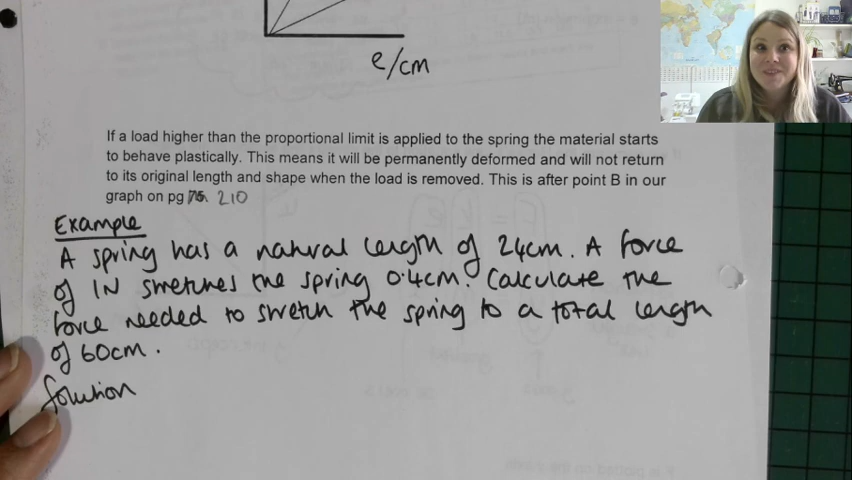 e/cm
If a load higher than the proportional limit is applied to the spring the material starts
to behave plastically. This means it will be permanently deformed and will not return
to its original length and shape when the load is removed. This is after point B in our
graph on pg 75. 210
Example
A spring has a natural length of 24cm. A force
of 1N stretches the spring 0.4cm. Calculate the
force needed to stretch the spring to a total length
of 60cm.
Solution